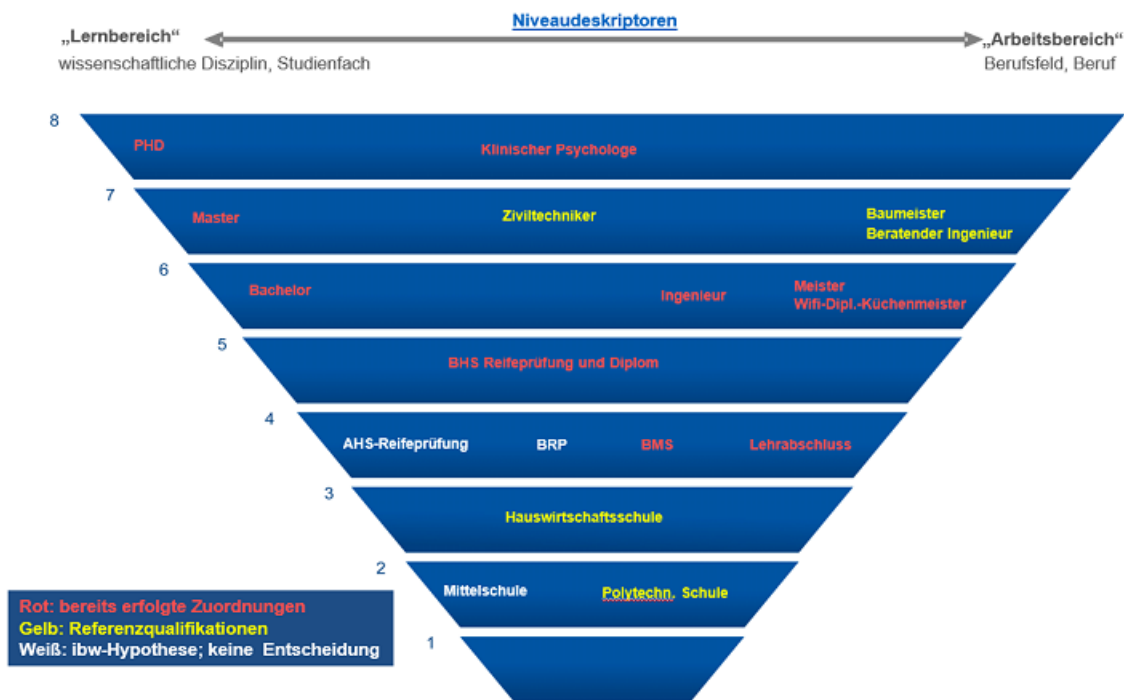 Niveaudeskriptoren
„Lernbereich“
„Arbeitsbereich“
wissenschaftliche Disziplin, Studienfach
Berufsfeld, Beruf
8
PHD
Klinischer Psychologe
7
Master
Ziviltechniker
Baumeister
Beratender Ingenieur
6
Bachelor
Ingenieur
Meister
Wifi-Dipl.-Küchenmeister
5
BHS Reifeprüfung und Diplom
4
AHS-Reifeprüfung
BRP
BMS
Lehrabschluss
3
Hauswirtschaftsschule
2
Mittelschule
Polytechn. Schule
1
Rot: bereits erfolgte Zuordnungen
Gelb: Referenzqualifikationen
Weiß: ibw-Hypothese; keine Entscheidung